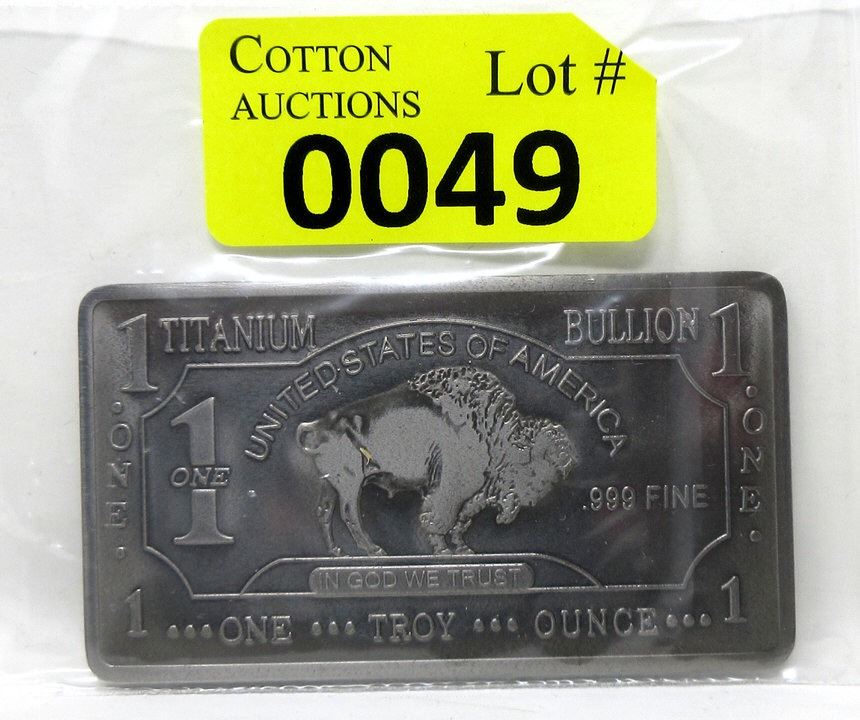 COTTON
AUCTIONS
Lot #
0049
1 TITANIUM BULLION 1
UNITED STATES OF AMERICA
• ONE •
1
ONE
.999 FINE
• ONE •
IN GOD WE TRUST
1 •••ONE ••• TROY ••• OUNCE••• 1